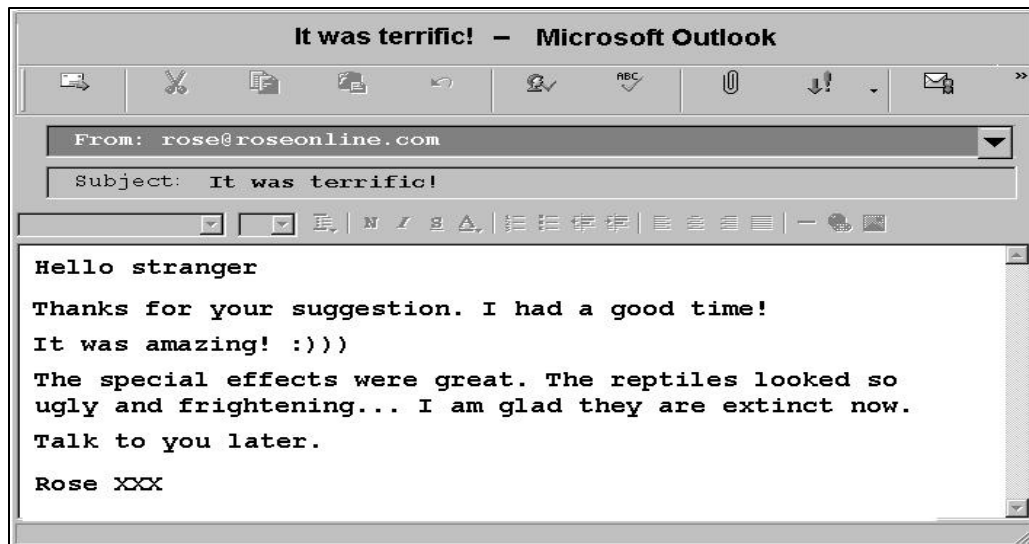 It was terrific! – Microsoft Outlook
ABC
»
From: rose@roseonline.com
Subject: It was terrific!
N I S A
Hello stranger
Thanks for your suggestion. I had a good time!
It was amazing! :)))
The special effects were great. The reptiles looked so
ugly and frightening... I am glad they are extinct now.
Talk to you later.
Rose XXX